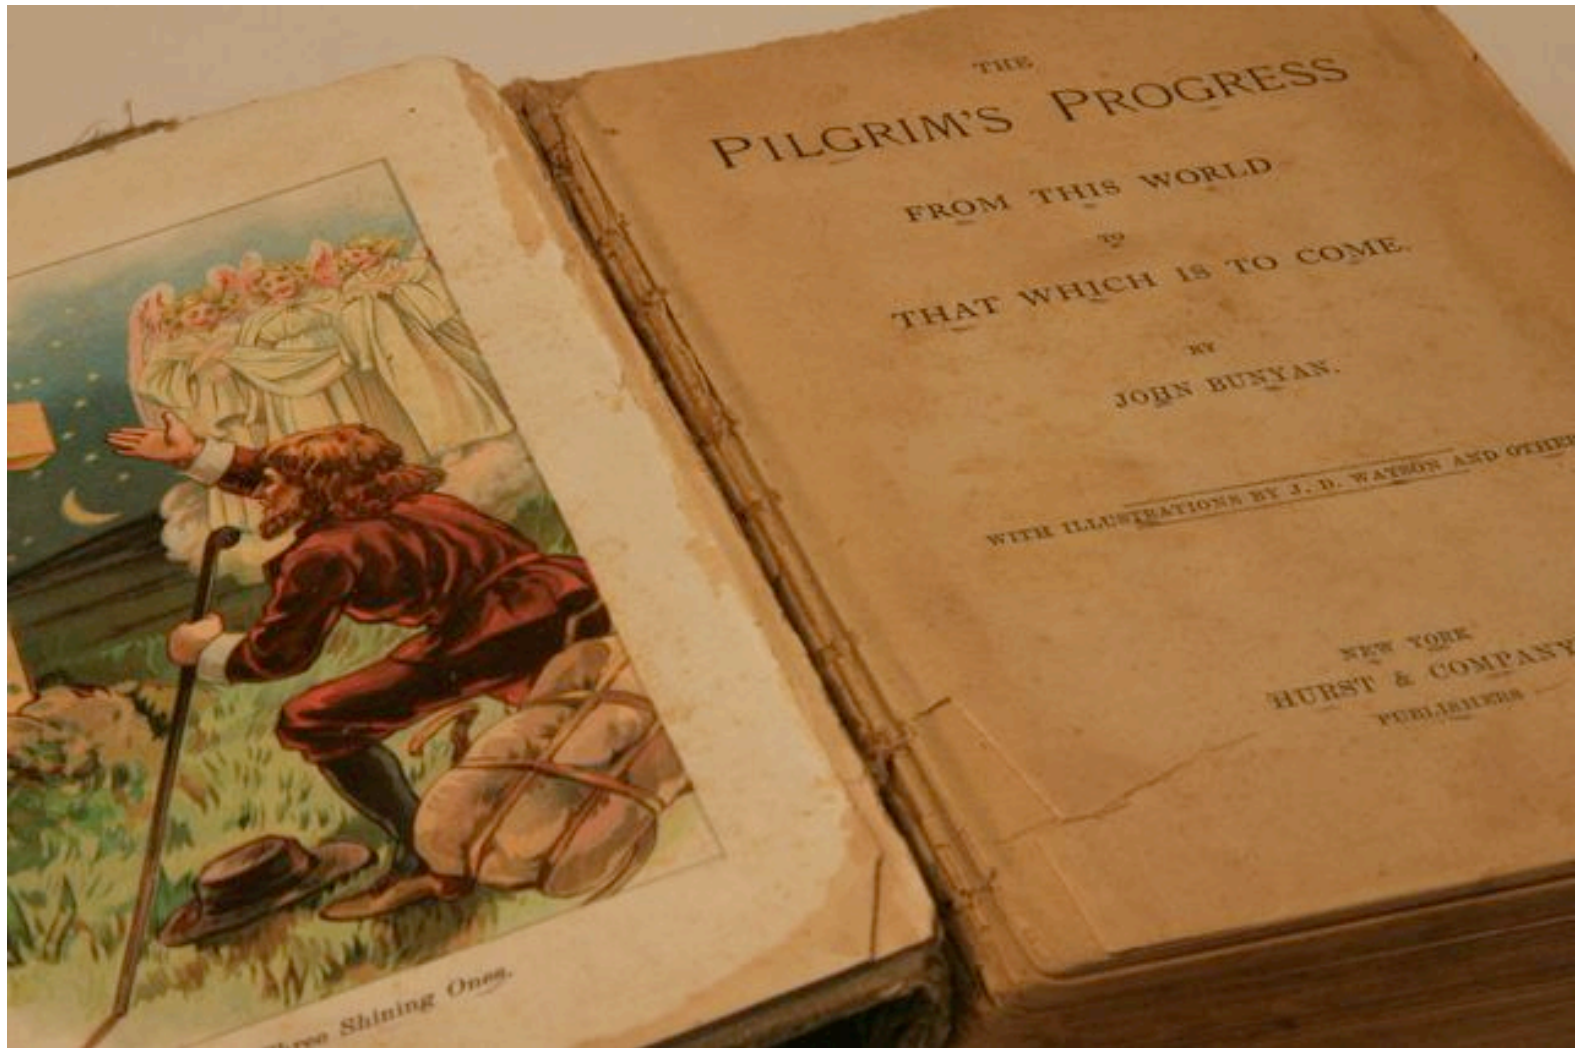 Three Shining Ones.
THE
PILGRIM'S PROGRESS
FROM THIS WORLD
TO
THAT WHICH IS TO COME.
BY
JOHN BUNYAN.
WITH ILLUSTRATIONS BY J. D. WATSON AND
NEW YORK
HURST & COMPANY
PUBLISHERS